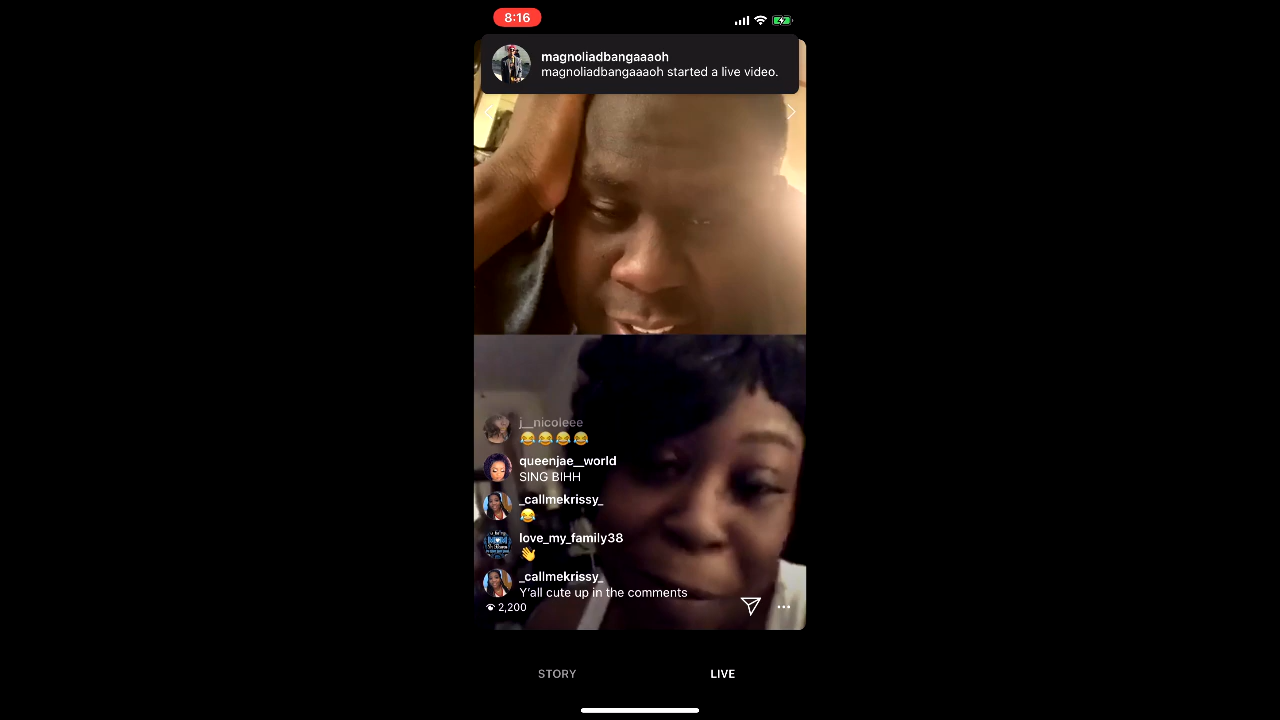 8:16
magnoliadbangaaaoh
magnoliadbangaaaoh started a live video.
j__nicoleee
😂😂😂😂
queenjae__world
SING BIHH
_callmekrissy_
😂
love_my_family38
👋
_callmekrissy_
Y'all cute up in the comments
2,200
STORY
LIVE